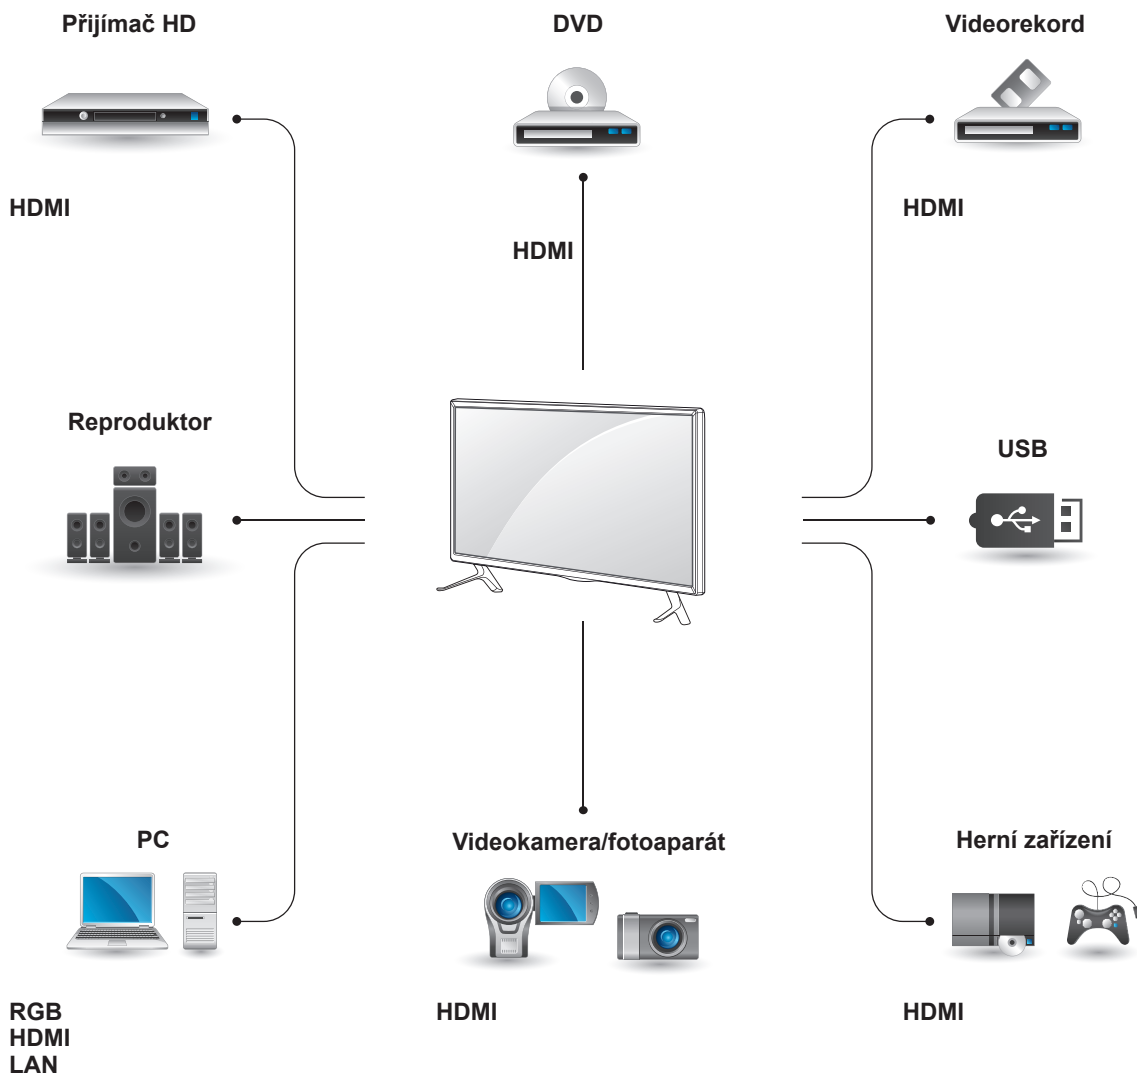 Přijímač HD
DVD
Videorekord
HDMI
HDMI
HDMI
Reproduktor
USB
PC
Videokamera/fotoaparát
Herní zařízení
RGB
HDMI
LAN
HDMI
HDMI